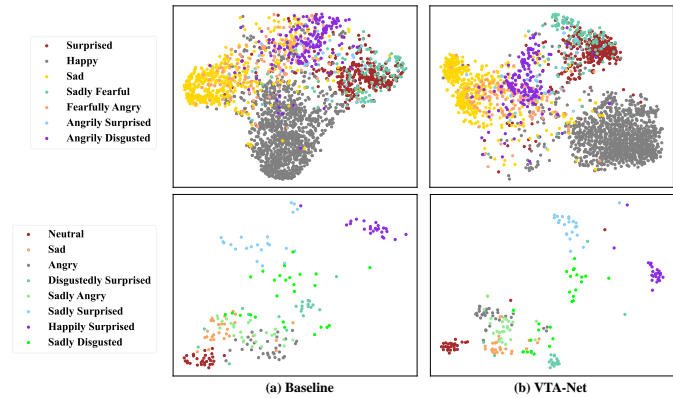 Surprised
Happy
Sad
Sadly Fearful
Fearfully Angry
Angrily Surprised
Angrily Disgusted
Neutral
Sad
Angry
Disgustedly Surprised
Sadly Angry
Sadly Surprised
Happily Surprised
Sadly Disgusted
(a) Baseline
(b) VTA-Net